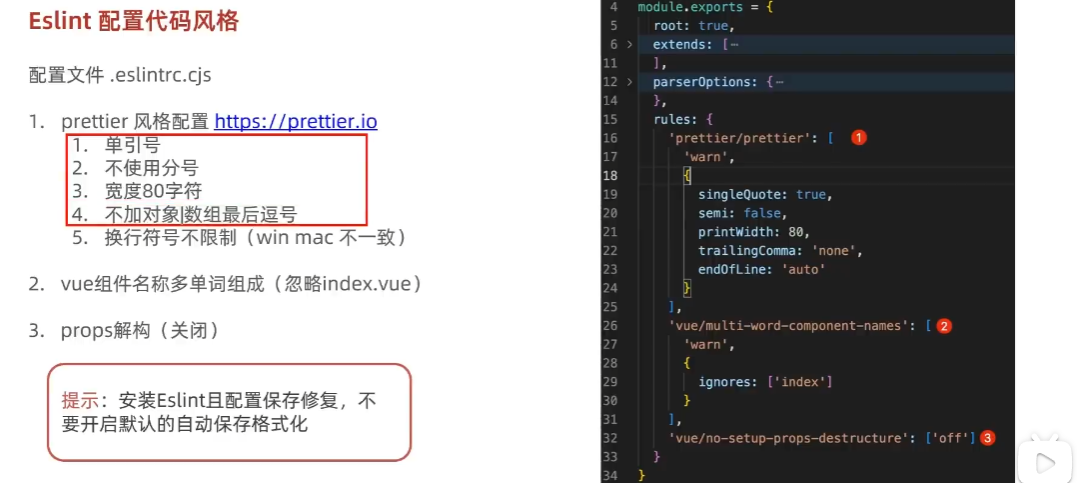 Eslint 配置代码风格
配置文件 .eslintrc.cjs
1. prettier 风格配置 https://prettier.io
1. 单引号
2. 不使用分号
3. 宽度80字符
4. 不加对象|数组最后逗号
5. 换行符号不限制（win mac 不一致）
2. vue组件名称多单词组成（忽略index.vue）
3. props解构（关闭）
提示：安装Eslint且配置保存修复，不
要开启默认的自动保存格式化
4 module.exports = {
5 root: true,
6 > extends: [⋯
11 ],
12 > parserOptions: {⋯
14 },
15 rules: {
16 'prettier/prettier': [ 1
17 'warn',
18 {
19 singleQuote: true,
20 semi: false,
21 printWidth: 80,
22 trailingComma: 'none',
23 endOfLine: 'auto'
24 }
25 ],
26 'vue/multi-word-component-names': [ 2
27 'warn',
28 {
29 ignores: ['index']
30 }
31 ],
32 'vue/no-setup-props-destructure': ['off'] 3
33 }
34 }